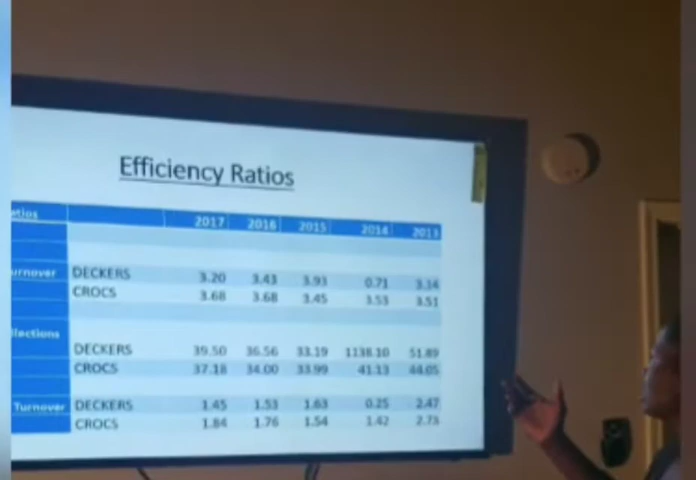 Efficiency Ratios
2017 2016 2015 2014 2013
DECKERS 3.20 3.43 3.93 0.71 3.14
CROCS 3.68 3.68 3.45 3.53 3.51
DECKERS 39.50 36.56 33.19 1138.10 51.89
CROCS 37.18 34.00 33.99 41.13 44.05
Turnover DECKERS 1.45 1.53 1.63 0.25 2.47
CROCS 1.84 1.76 1.54 1.42 2.73